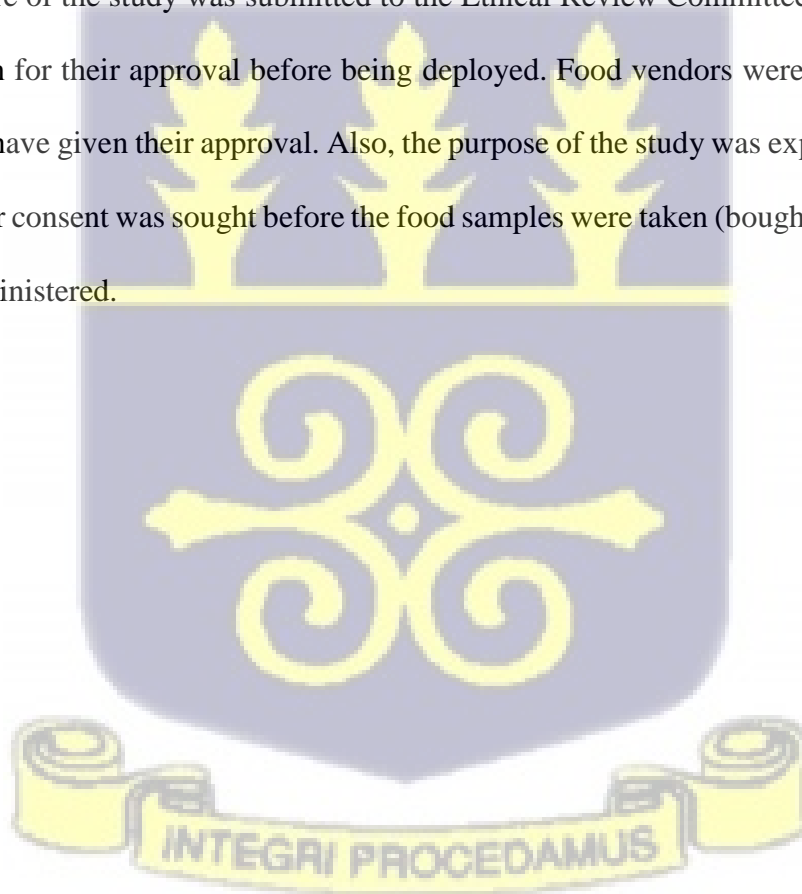 of the study was submitted to the Ethical Review Committee
for their approval before being deployed. Food vendors were
have given their approval. Also, the purpose of the study was
consent was sought before the food samples were taken (bough
inistered.
INTEGRI PROCEDAMUS